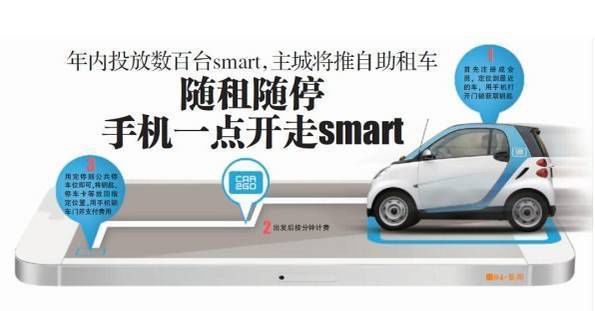 年内投放数百台smart，主城将推自助租车
随租随停
手机一点开走smart
1
首先注册成会
员，定位到最近
的车，用手机打
开门锁获取钥匙
CAR
2GO
2 出发后按分钟计费
3
用完停到公共停
车位即可，将钥匙、
停车卡等放回指
定位置，用手机锁
车门并支付费用